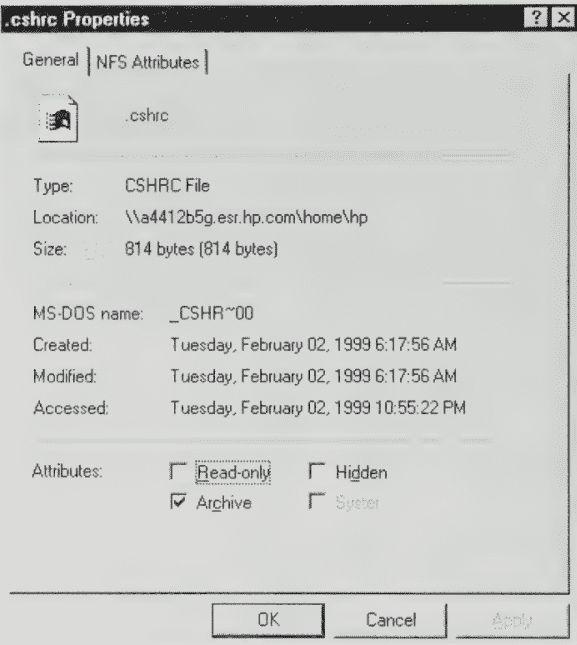 .cshrc Properties
General NFS Attributes
.cshrc
Type: CSHRC File
Location: \\a4412b5g.esr.hp.com\home\hp
Size: 814 bytes (814 bytes)
MS-DOS name: _CSHR~00
Created: Tuesday, February 02, 1999 6:17:56 AM
Modified: Tuesday, February 02, 1999 6:17:56 AM
Accessed: Tuesday, February 02, 1999 10:55:22 PM
Attributes: Read-only Hidden
Archive Syster
OK Cancel Apply